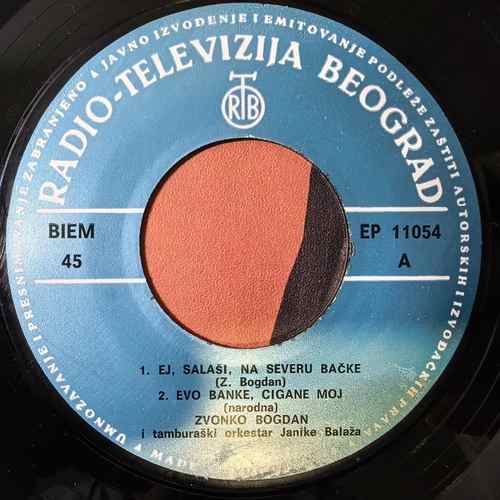 JAVNO IZVOĐENJE I EMITOVANJE PODLEŽE ZAŠTITI AUTORSKIH I IZVOĐAČKIH PRAVA
UMNOŽAVANJE I PRESNIMAVANJE ZABRANJENO
RADIO-TELEVIZIJA BEOGRAD
RTB
BIEM
45
EP 11054
A
1. EJ, SALAŠI, NA SEVERU BAČKE
(Z. Bogdan)
2. EVO BANKE, CIGANE MOJ
(narodna)
ZVONKO BOGDAN
i tamburaški orkestar Janike Balaža